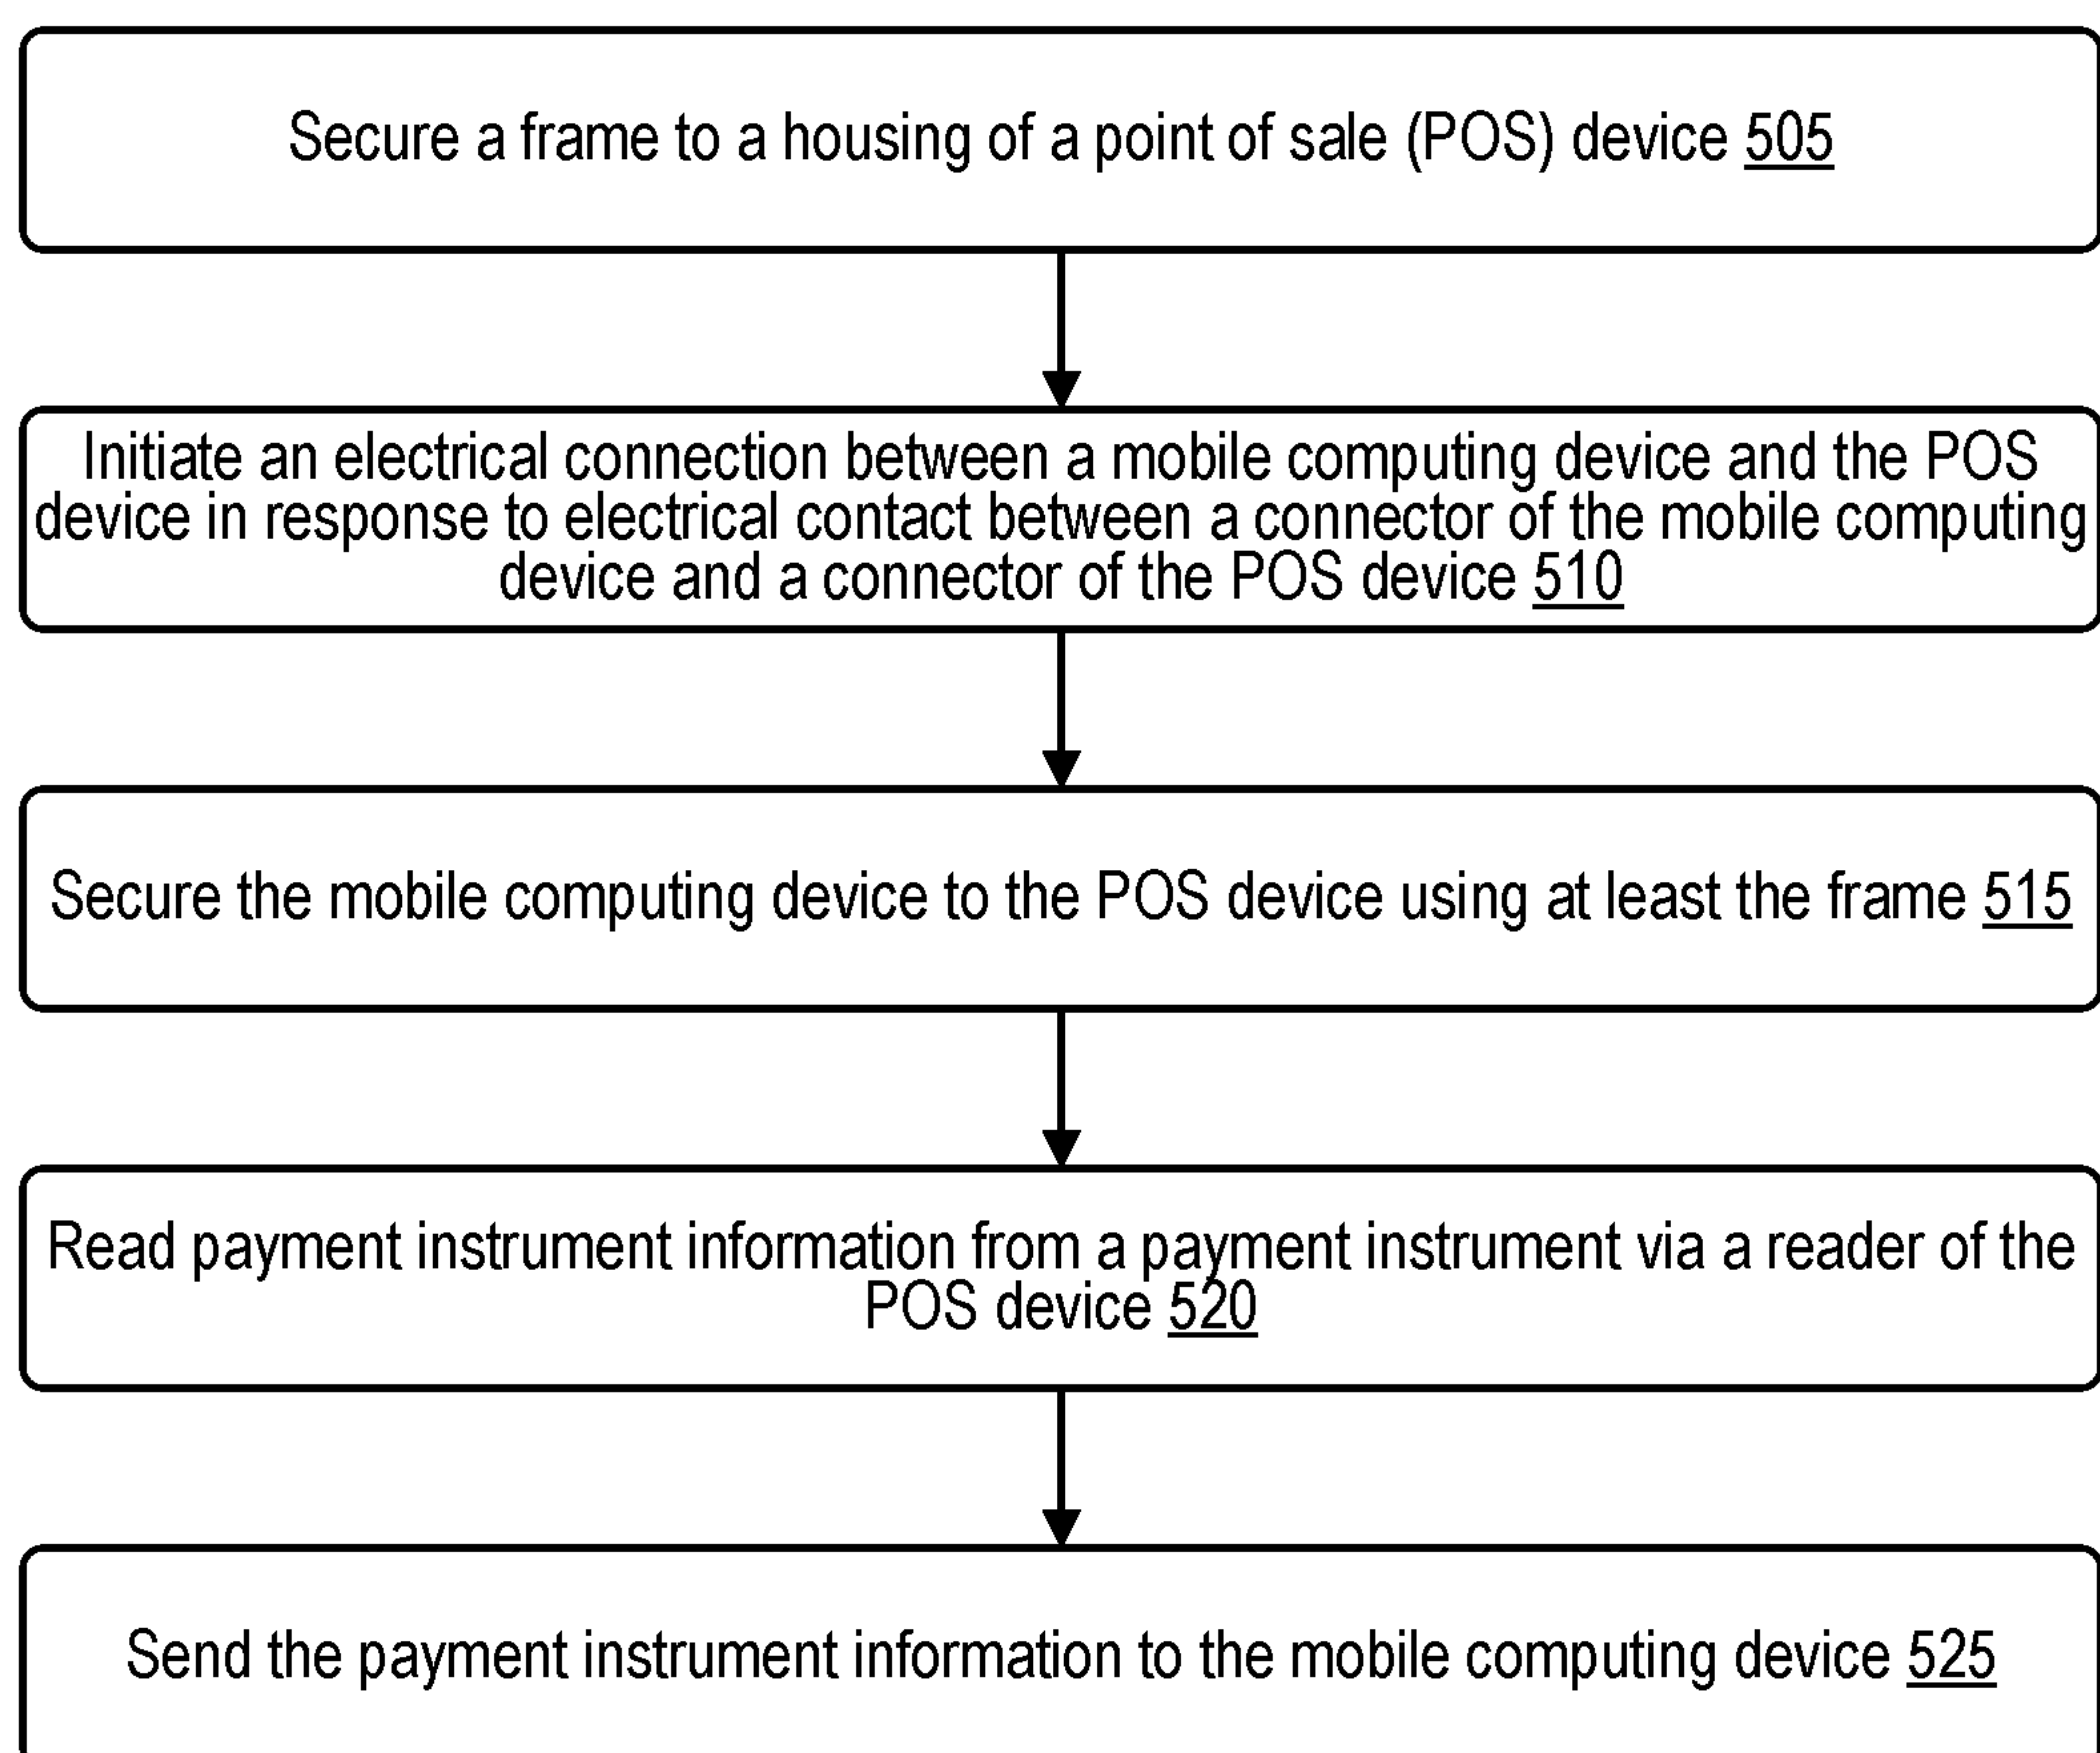 Secure a frame to a housing of a point of sale (POS) device 505
Initiate an electrical connection between a mobile computing device and the POS
device in response to electrical contact between a connector of the mobile computing
device and a connector of the POS device 510
Secure the mobile computing device to the POS device using at least the frame 515
Read payment instrument information from a payment instrument via a reader of the
POS device 520
Send the payment instrument information to the mobile computing device 525